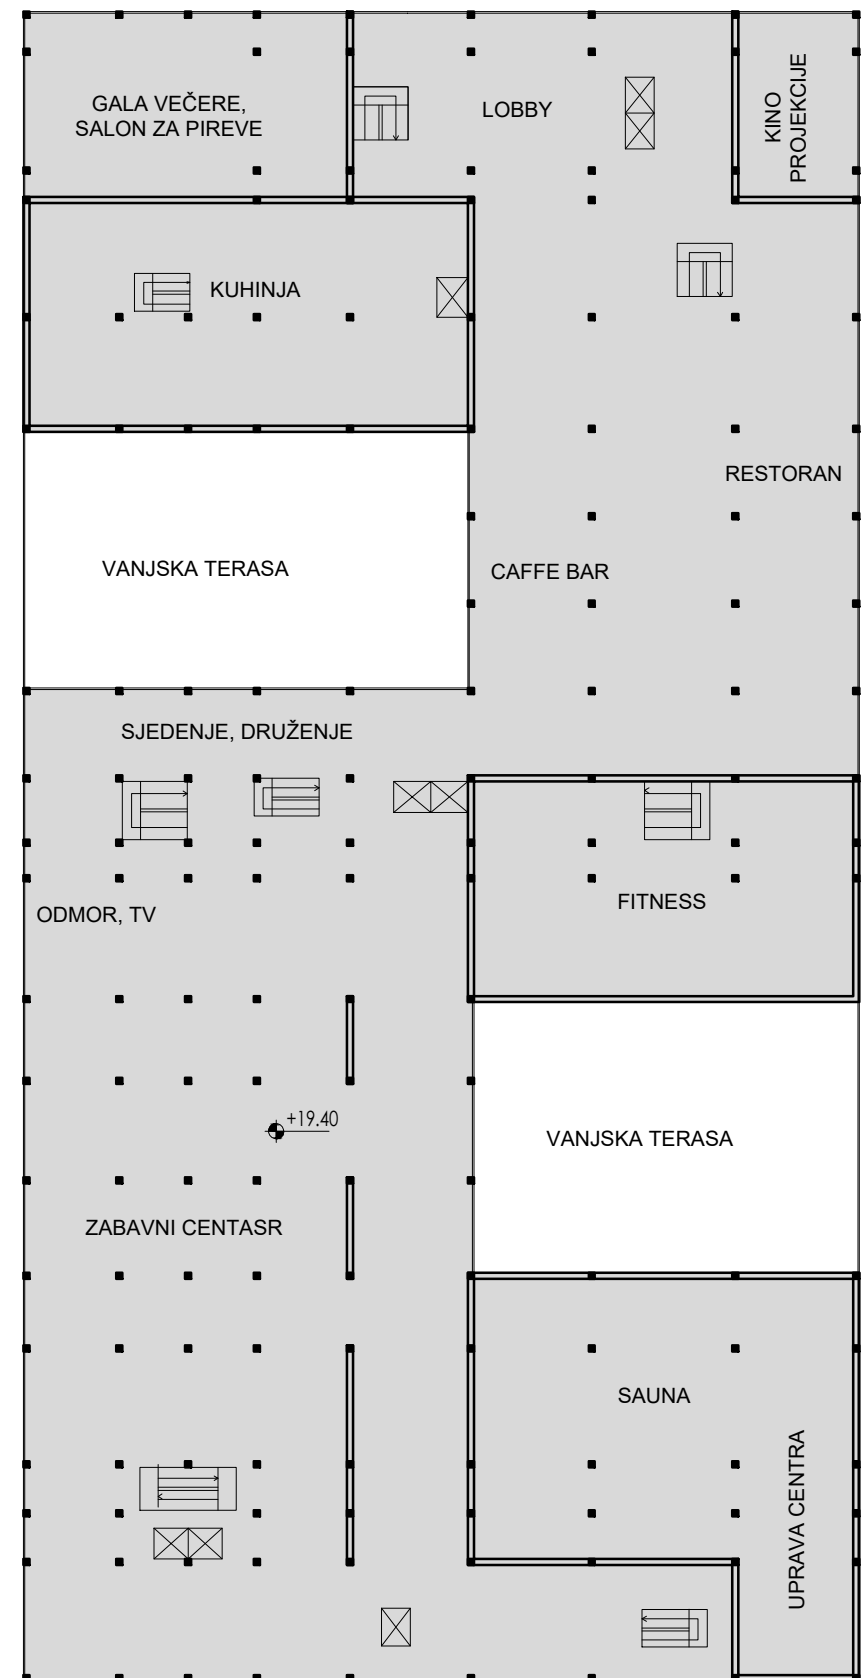 GALA VEČERE,
SALON ZA PIREVE
LOBBY
KINO
PROJEKCIJE
KUHINJA
RESTORAN
VANJSKA TERASA
CAFFE BAR
SJEDENJE, DRUŽENJE
FITNESS
ODMOR, TV
+19.40
VANJSKA TERASA
ZABAVNI CENTASR
SAUNA
UPRAVA CENTRA